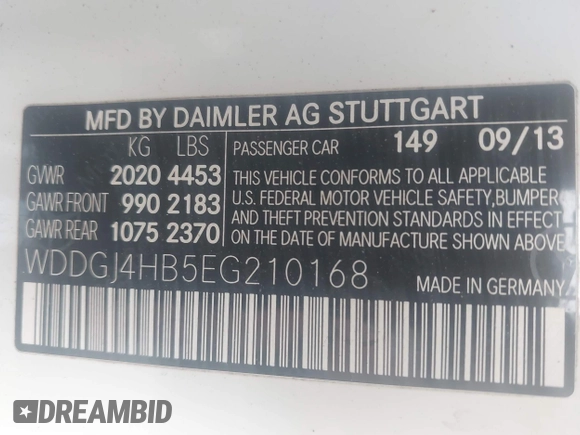 MFD BY DAIMLER AG STUTTGART
KG LBS
GVWR 2020 4453
GAWR FRONT 990 2183
GAWR REAR 1075 2370
PASSENGER CAR 149 09/13
THIS VEHICLE CONFORMS TO ALL APPLICABLE
U.S. FEDERAL MOTOR VEHICLE SAFETY,BUMPER
AND THEFT PREVENTION STANDARDS IN EFFECT
ON THE DATE OF MANUFACTURE SHOWN ABOVE
WDDGJ4HB5EG210168
MADE IN GERMANY
DREAMBID